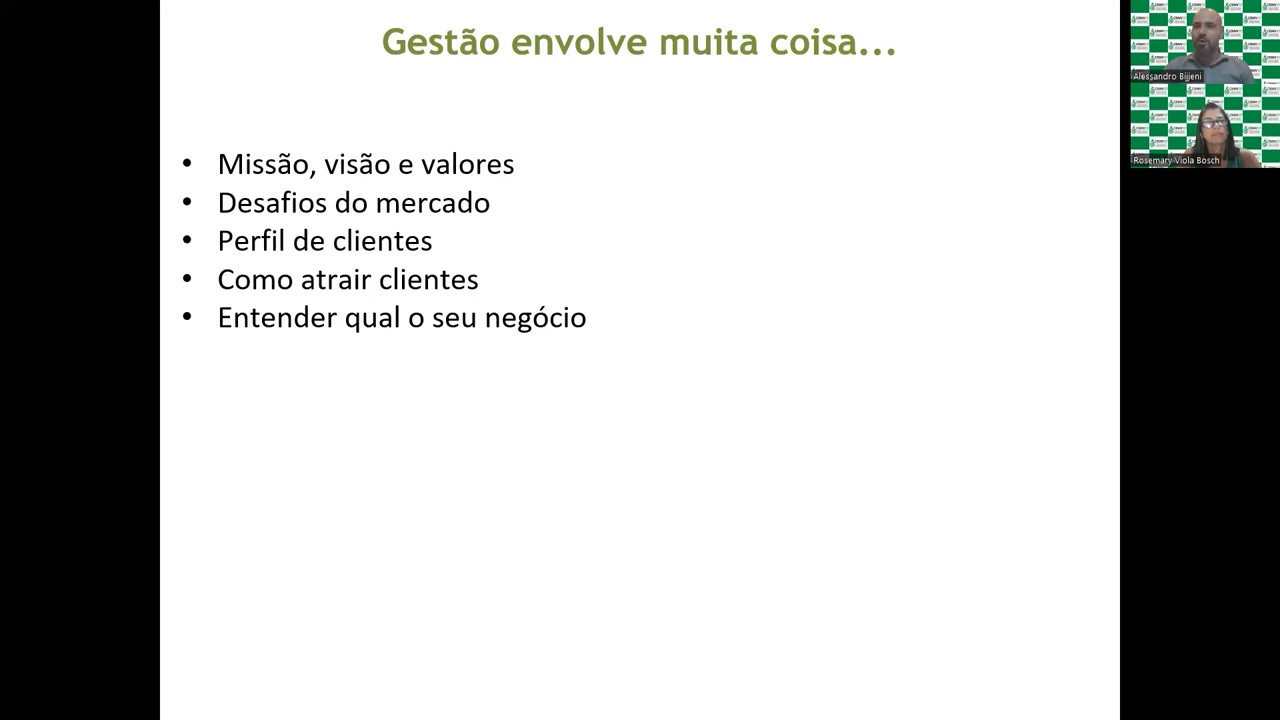 Gestão envolve muita coisa...
• Missão, visão e valores
• Desafios do mercado
• Perfil de clientes
• Como atrair clientes
• Entender qual o seu negócio
Alessandro Bijjeni
Rosemary Viola Bosch